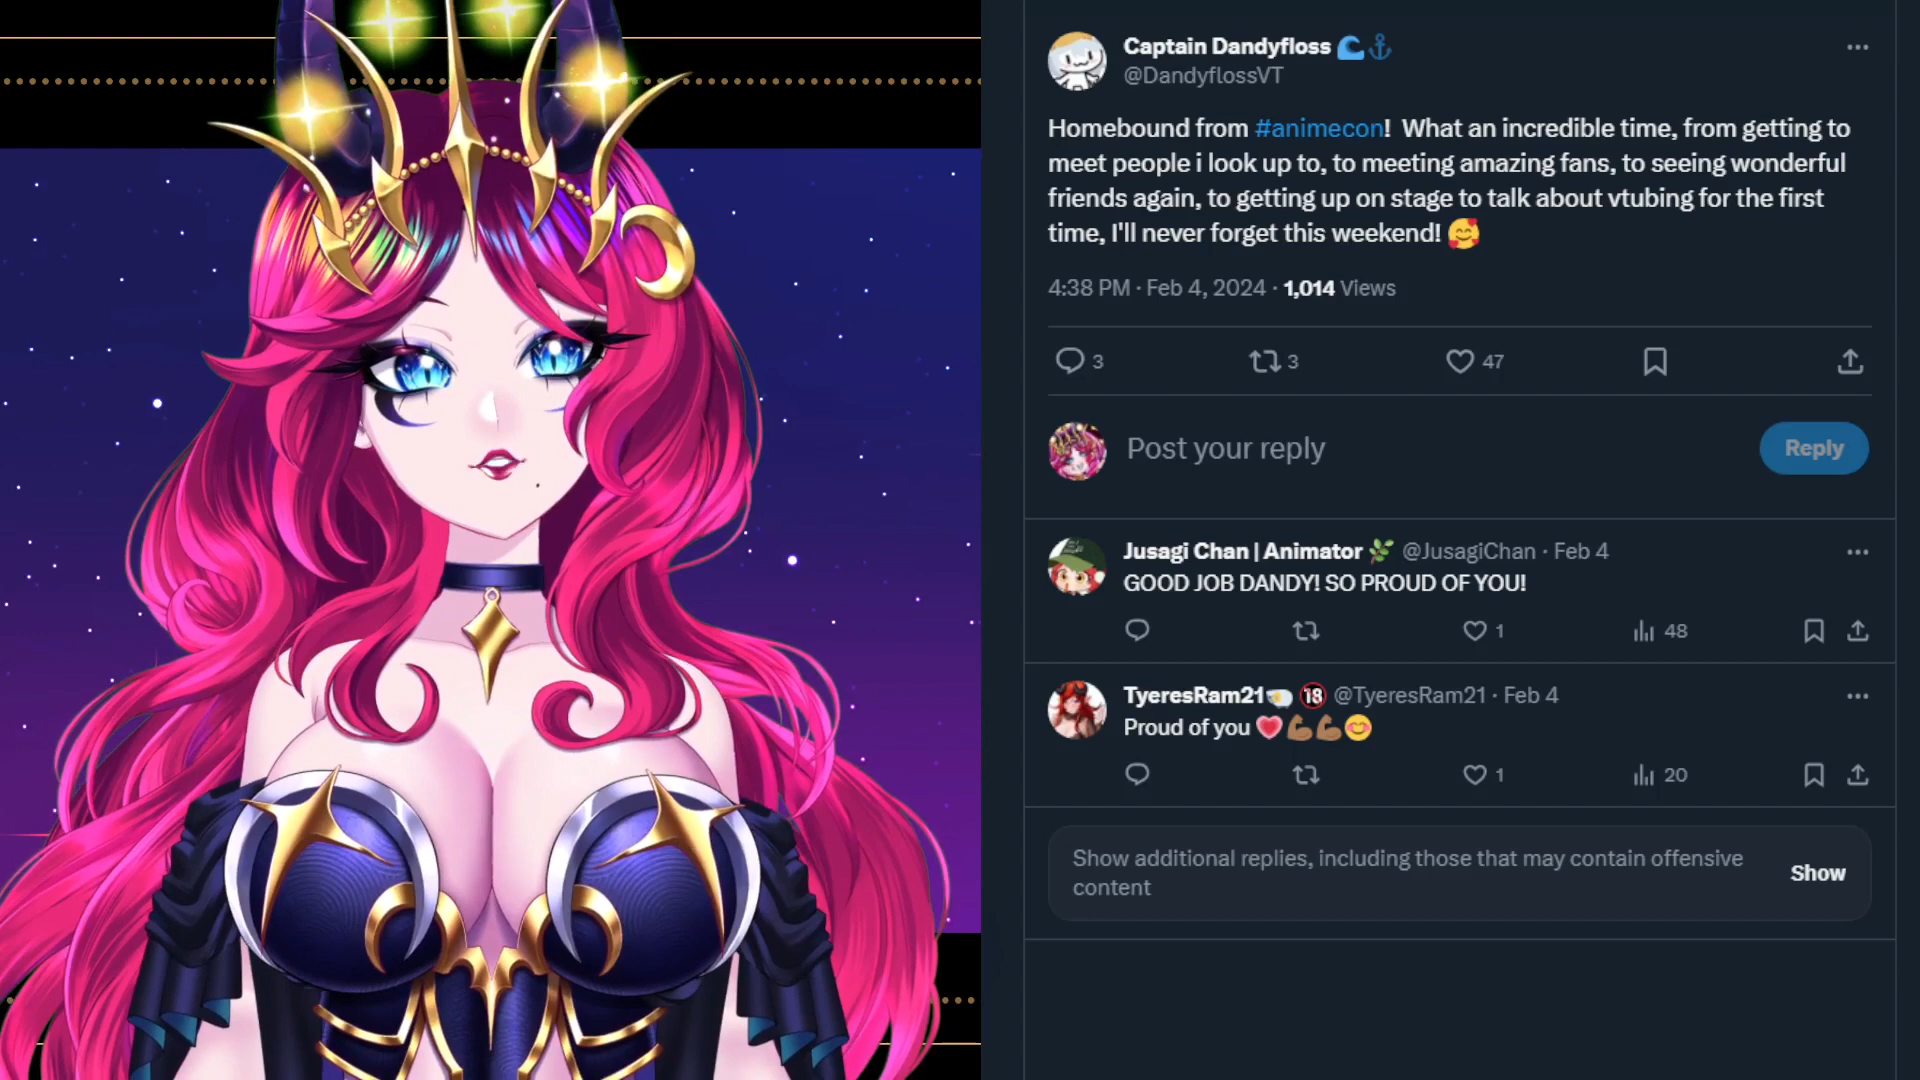 Captain Dandyfloss 🌊⚓
@DandyflossVT
Homebound from #animecon!  What an incredible time, from getting to
meet people i look up to, to meeting amazing fans, to seeing wonderful
friends again, to getting up on stage to talk about vtubing for the first
time, I'll never forget this weekend! 🥰
4:38 PM · Feb 4, 2024 · 1,014 Views
3 3 47
Post your reply
Reply
Jusagi Chan | Animator 🌿 @JusagiChan · Feb 4
GOOD JOB DANDY! SO PROUD OF YOU!
1 48
TyeresRam21🐏 🔞 @TyeresRam21 · Feb 4
Proud of you ❤️💪🏾💪🏾😊
1 20
Show additional replies, including those that may contain offensive
content
Show